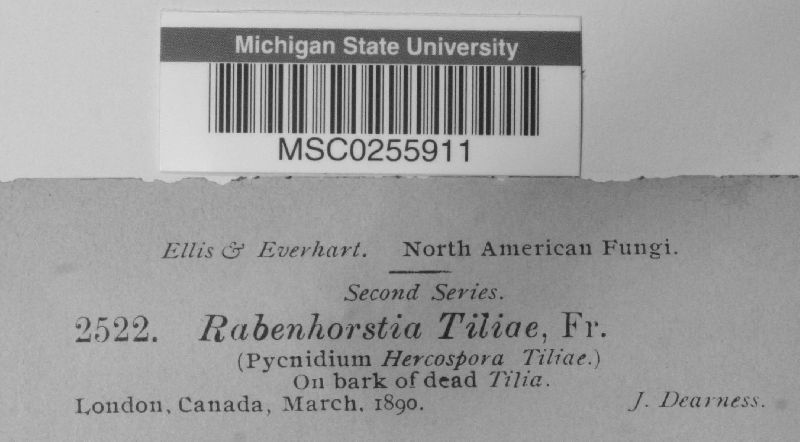 Michigan State University
MSC0255911
Ellis & Everhart. North American Fungi.
Second Series.
2522. Rabenhorstia Tiliae, Fr.
(Pycnidium Hercospora Tiliae.)
On bark of dead Tilia.
London, Canada, March, 1890. J. Dearness.